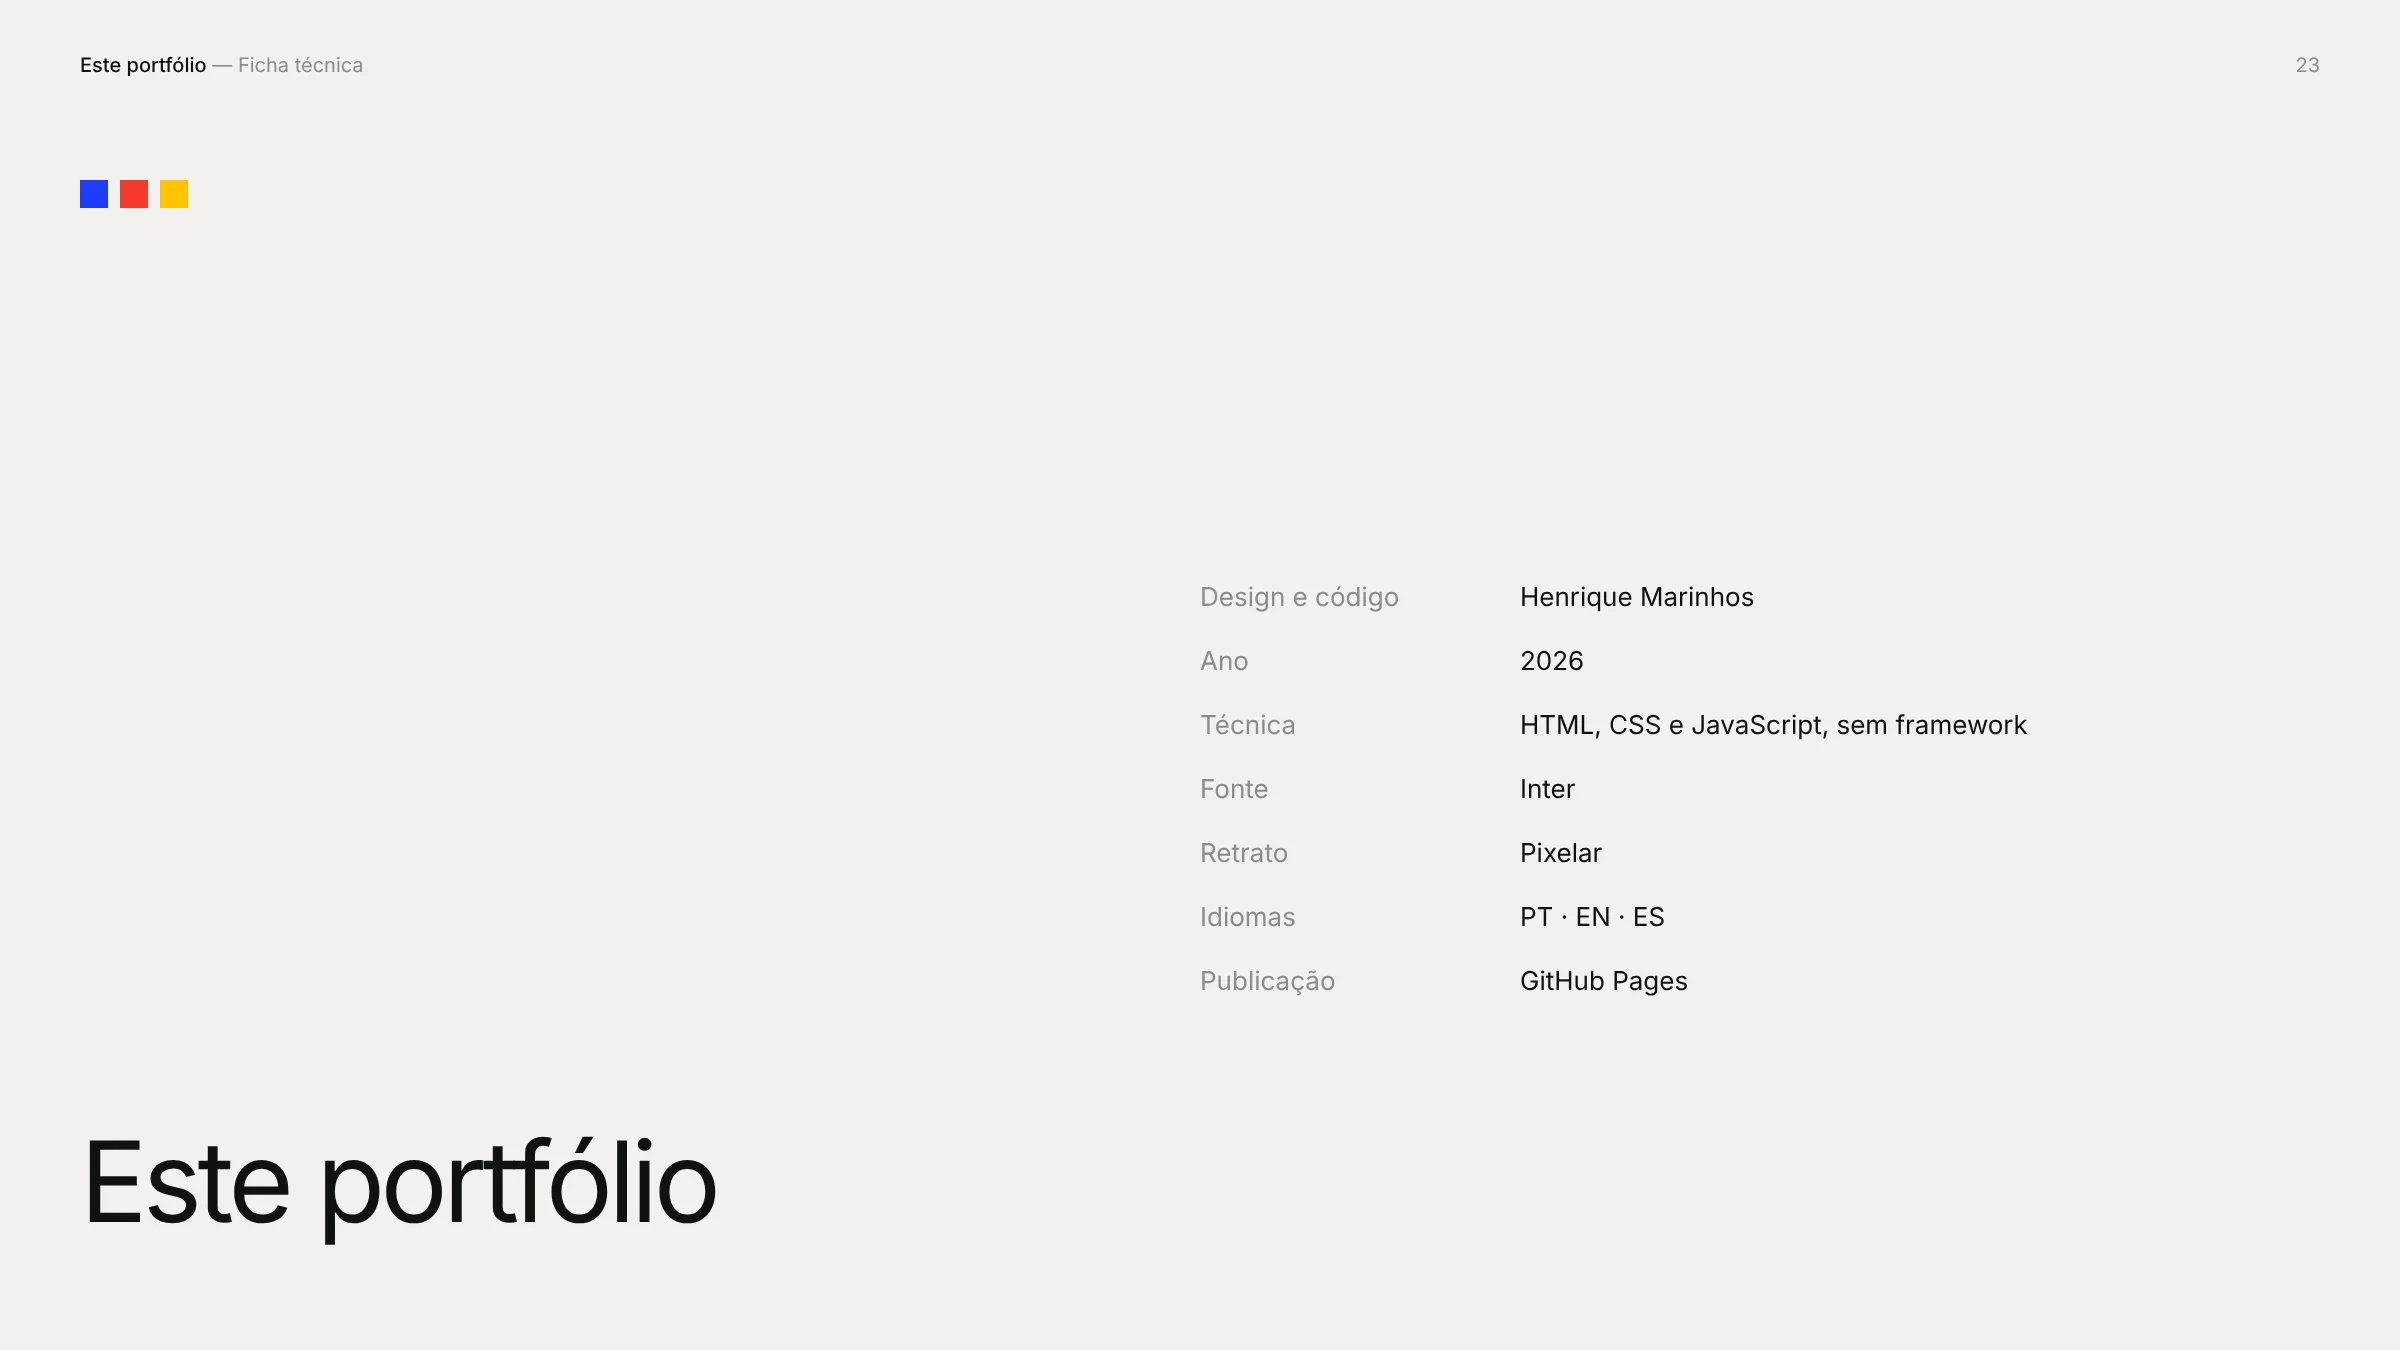 Este portfólio — Ficha técnica
23
Design e código Henrique Marinhos
Ano 2026
Técnica HTML, CSS e JavaScript, sem framework
Fonte Inter
Retrato Pixelar
Idiomas PT · EN · ES
Publicação GitHub Pages
Este portfólio